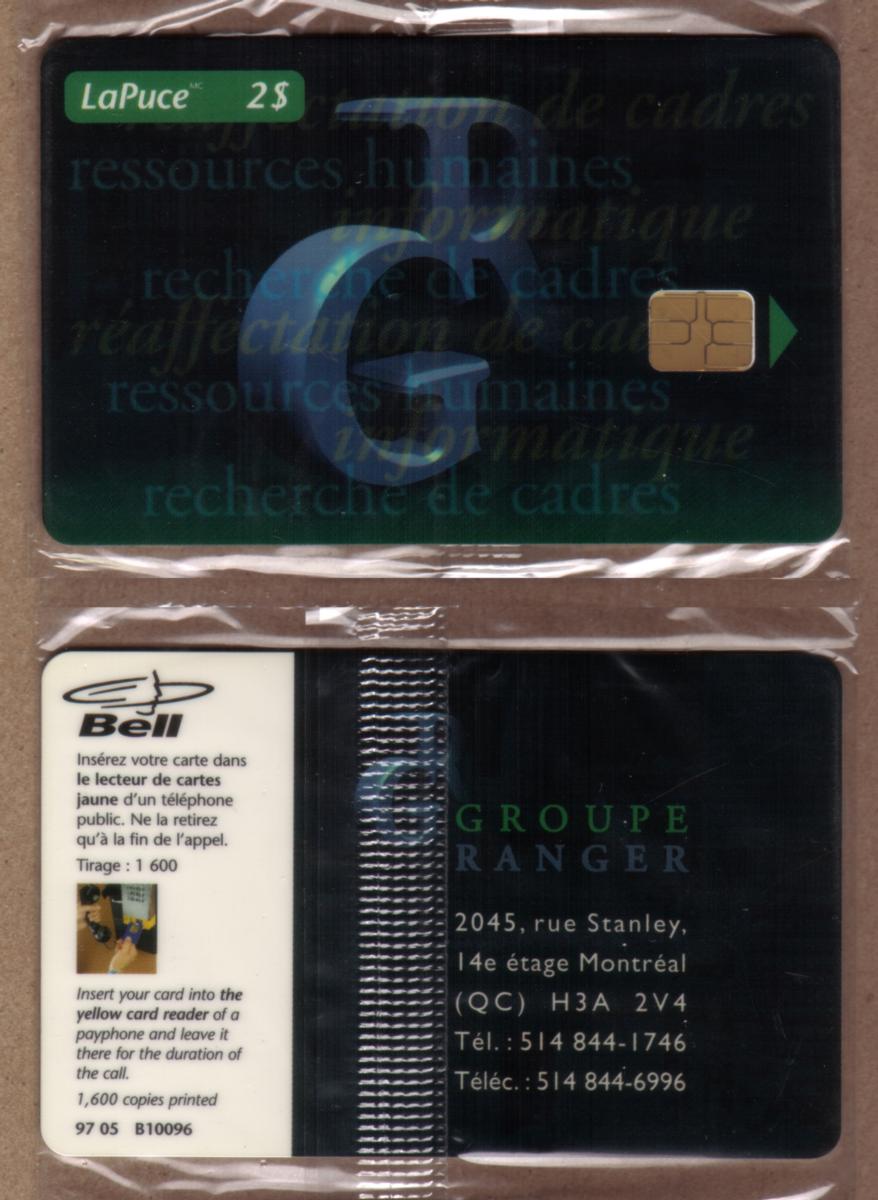 LaPuce MC 2$
réaffectation de cadres
ressources humaines
informatique
recherche de cadres
réaffectation de cad
ressources humaines
informatique
recherche de cadres
Bell
Insérez votre carte dans
le lecteur de cartes
jaune d'un téléphone
public. Ne la retirez
qu'à la fin de l'appel.
Tirage : 1 600
Insert your card into the
yellow card reader of a
payphone and leave it
there for the duration of
the call.
1,600 copies printed
97 05 B10096
GROUPE
RANGER
2045, rue Stanley,
14e étage Montréal
(QC) H3A 2V4
Tél. : 514 844-1746
Téléc. : 514 844-6996